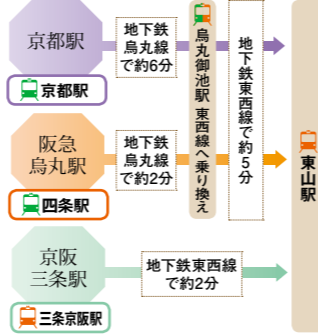 京都駅
京都駅
地下鉄
烏丸線
で約6分
烏丸御池駅 東西線へ乗り換え
地下鉄東西線で約5分
阪急
烏丸駅
四条駅
地下鉄
烏丸線
で約2分
京阪
三条駅
三条京阪駅
地下鉄東西線
で約2分
東山駅